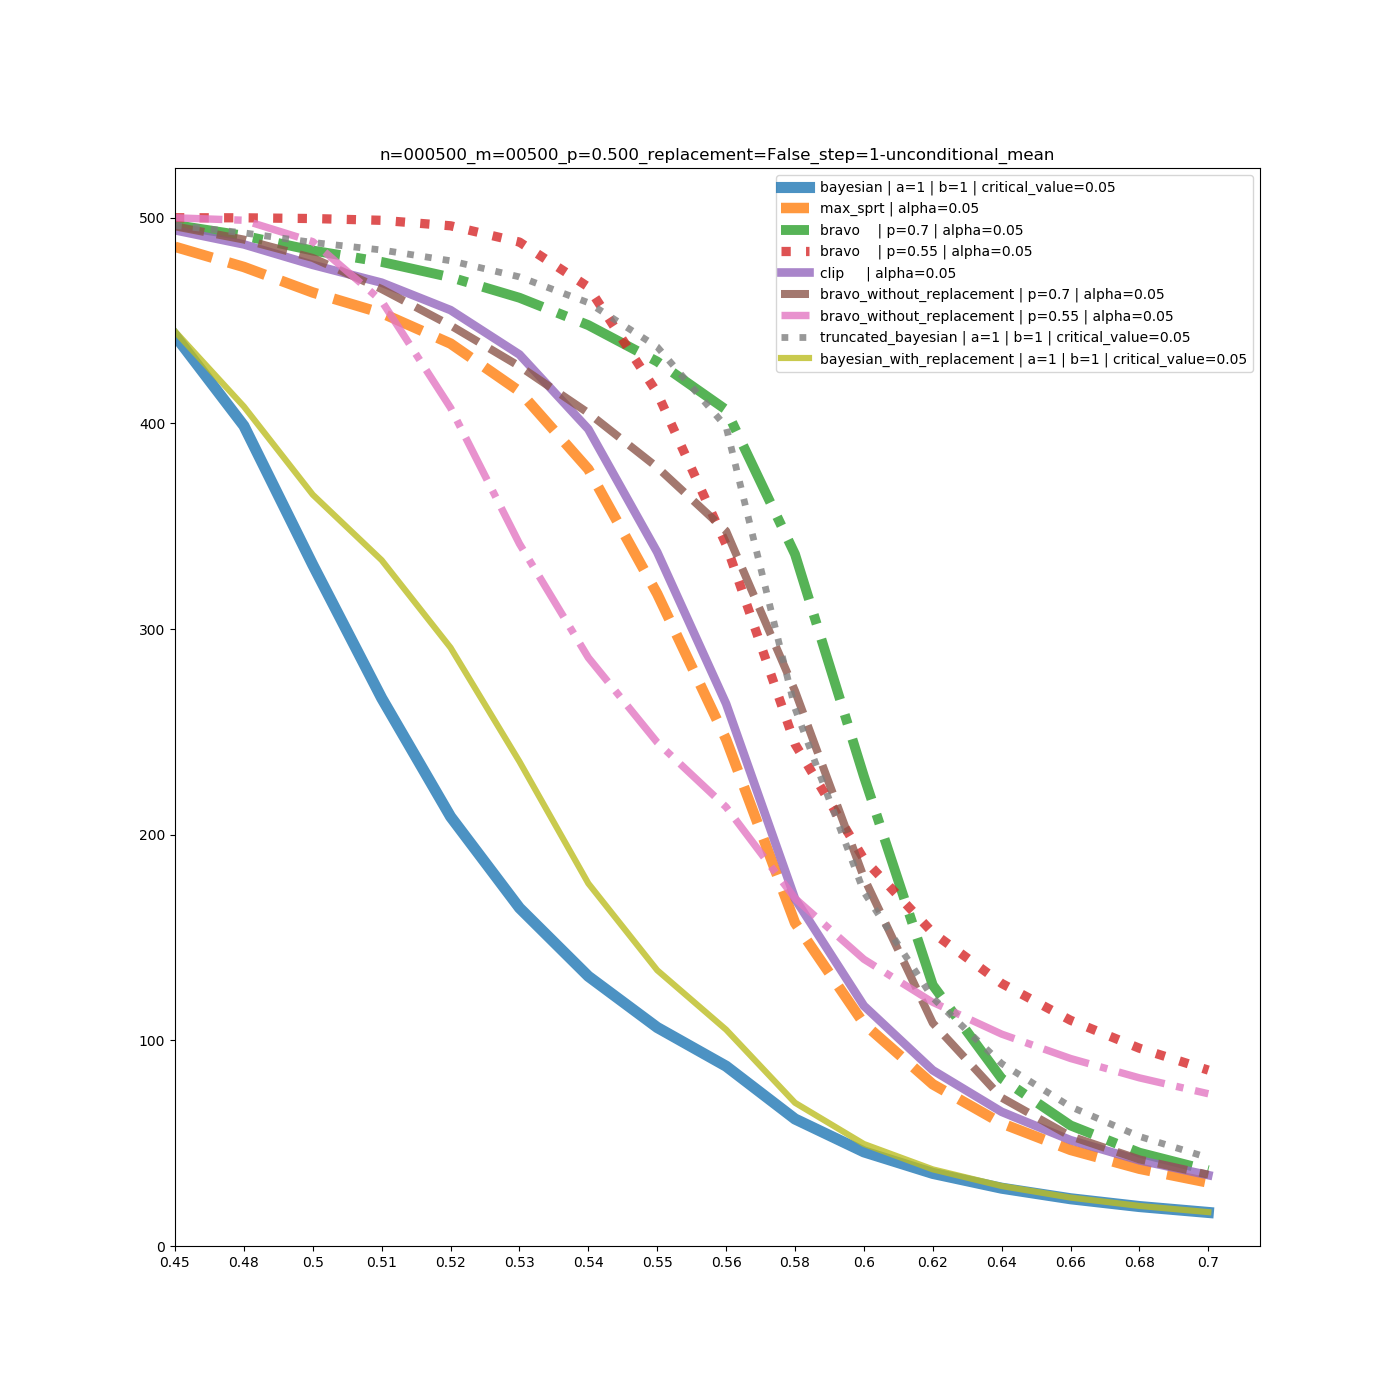 n=000500_m=00500_p=0.500_replacement=False_step=1-unconditional_mean
bayesian | a=1 | b=1 | critical_value=0.05
max_sprt | alpha=0.05
bravo    | p=0.7 | alpha=0.05
bravo    | p=0.55 | alpha=0.05
clip     | alpha=0.05
bravo_without_replacement | p=0.7 | alpha=0.05
bravo_without_replacement | p=0.55 | alpha=0.05
truncated_bayesian | a=1 | b=1 | critical_value=0.05
bayesian_with_replacement | a=1 | b=1 | critical_value=0.05
500
400
300
200
100
0
0.45 0.48 0.5 0.51 0.52 0.53 0.54 0.55 0.56 0.58 0.6 0.62 0.64 0.66 0.68 0.7